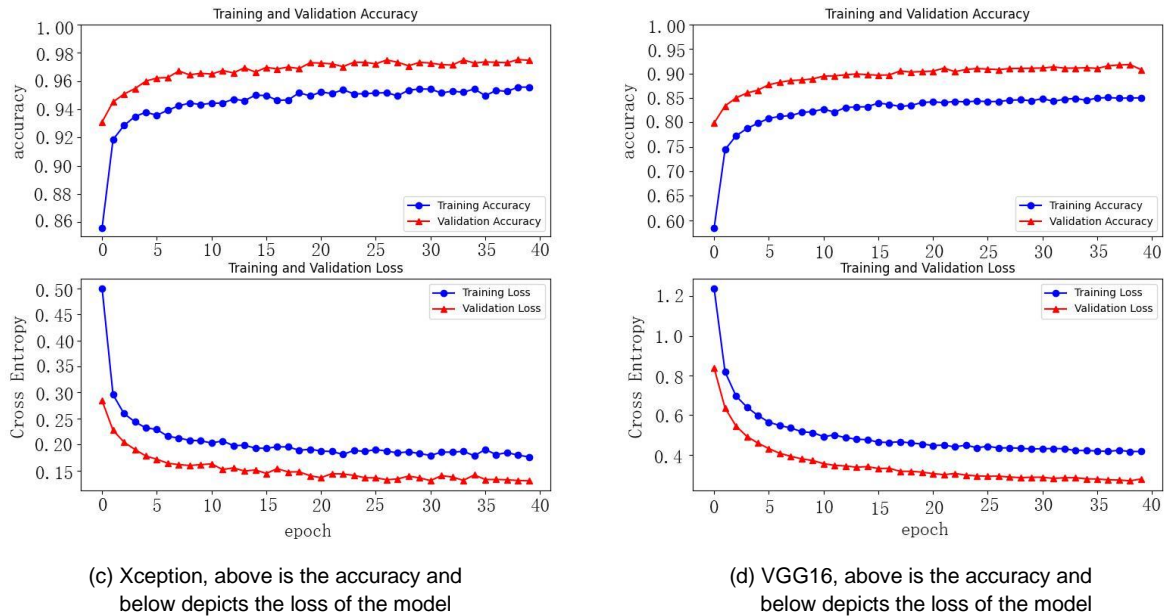 Training and Validation Accuracy
1.00
0.98
0.96
0.94
0.92
0.90
0.88
0.86
accuracy
Training Accuracy
Validation Accuracy
0 5 10 15 20 25 30 35 40
Training and Validation Loss
0.50
0.45
0.40
0.35
0.30
0.25
0.20
0.15
Cross Entropy
Training Loss
Validation Loss
0 5 10 15 20 25 30 35 40
epoch
(c) Xception, above is the accuracy and
below depicts the loss of the model
Training and Validation Accuracy
1.00
0.95
0.90
0.85
0.80
0.75
0.70
0.65
0.60
accuracy
Training Accuracy
Validation Accuracy
0 5 10 15 20 25 30 35 40
Training and Validation Loss
1.2
1.0
0.8
0.6
0.4
Cross Entropy
Training Loss
Validation Loss
0 5 10 15 20 25 30 35 40
epoch
(d) VGG16, above is the accuracy and
below depicts the loss of the model